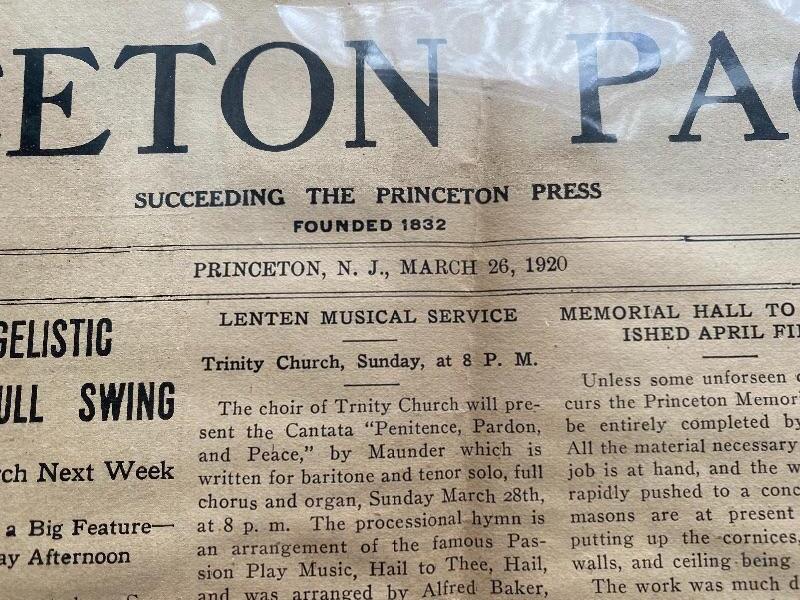 CETON PAC
SUCCEEDING THE PRINCETON PRESS
FOUNDED 1832
PRINCETON, N. J., MARCH 26, 1920
GELISTIC
ULL SWING
rch Next Week
a Big Feature—
ay Afternoon
LENTEN MUSICAL SERVICE
Trinity Church, Sunday, at 8 P. M.
The choir of Trnity Church will pre-
sent the Cantata "Penitence, Pardon,
and Peace," by Maunder which is
written for baritone and tenor solo, full
chorus and organ, Sunday March 28th,
at 8 p. m. The processional hymn is
an arrangement of the famous Pas-
sion Play Music, Hail to Thee, Hail,
and was arranged by Alfred Baker,
MEMORIAL HALL TO
ISHED APRIL FI
Unless some unforseen
curs the Princeton Memori
be entirely completed by
All the material necessary
job is at hand, and the w
rapidly pushed to a conc
masons are at present
putting up the cornices,
walls, and ceiling being
The work was much d